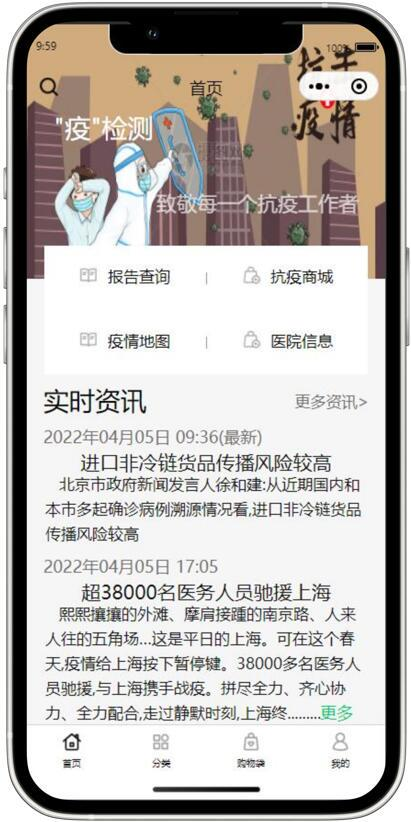 9:59
100%
首页
抗击
疫情
"疫"检测
致敬每一个抗疫工作者
报告查询 | 抗疫商城
疫情地图 | 医院信息
实时资讯 更多资讯>
2022年04月05日 09:36(最新)
进口非冷链货品传播风险较高
北京市政府新闻发言人徐和建:从近期国内和
本市多起确诊病例溯源情况看,进口非冷链货品
传播风险较高
2022年04月05日 17:05
超38000名医务人员驰援上海
熙熙攘攘的外滩、摩肩接踵的南京路、人来
人往的五角场...这是平日的上海。可在这个春
天,疫情给上海按下暂停键。38000多名医务人
员驰援,与上海携手战疫。拼尽全力、齐心协
力、全力配合,走过静默时刻,上海终.........更多
首页 分类 购物袋 我的